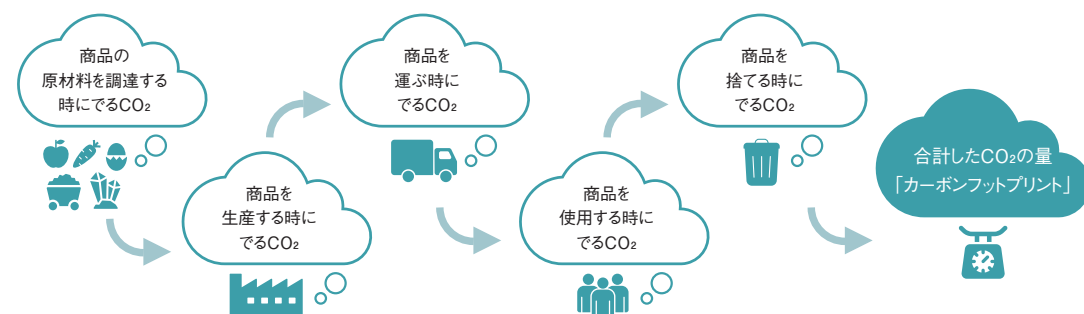 商品の
原材料を調達する
時にでるCO₂
商品を
生産する時に
でるCO₂
商品を
運ぶ時に
でるCO₂
商品を
使用する時に
でるCO₂
商品を
捨てる時に
でるCO₂
合計したCO₂の量
「カーボンフットプリント」